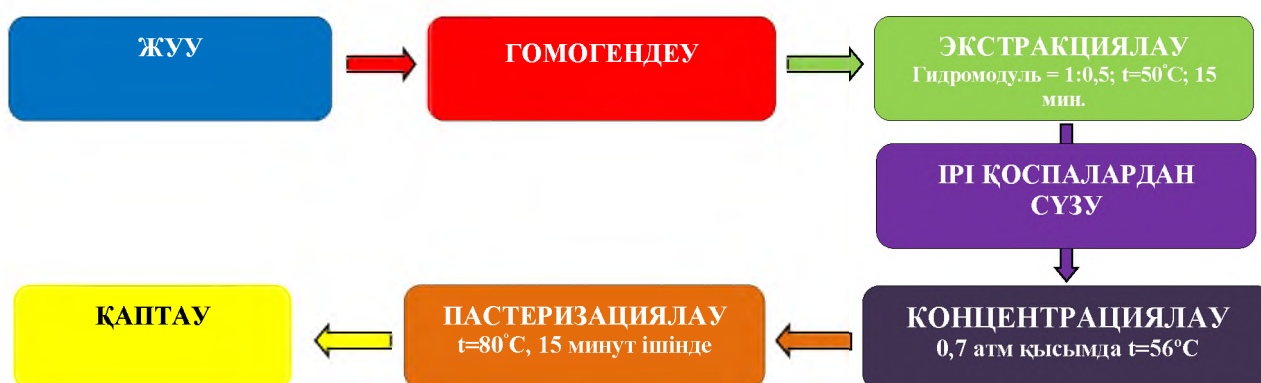 ЖУУ
ГОМОГЕНДЕУ
ЭКСТРАКЦИЯЛАУ
Гидромодуль = 1:0,5; t=50°С; 15
мин.
ІРІ ҚОСПАЛАРДАН
СҮЗУ
КОНЦЕНТРАЦИЯЛАУ
0,7 атм қысымда t=56°С
ПАСТЕРИЗАЦИЯЛАУ
t=80°С, 15 минут ішінде
ҚАПТАУ